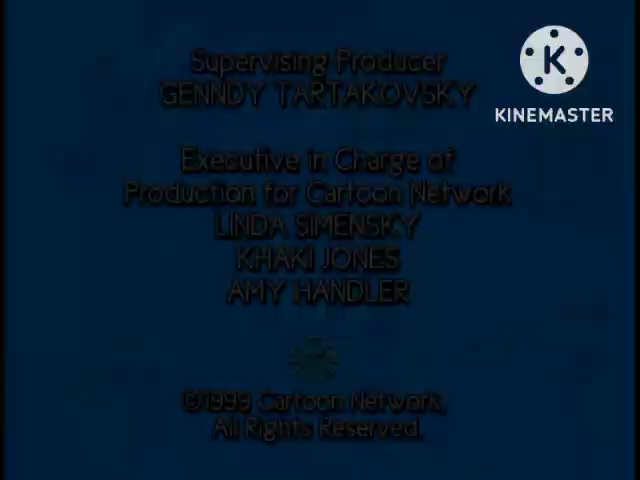 Supervising Producer
GENNDY TARTAKOVSKY
Executive in Charge of
Production for Cartoon Network
LINDA SIMENSKY
KHAKI JONES
AMY HANDLER
©1999 Cartoon Network,
All Rights Reserved.
K
KINEMASTER